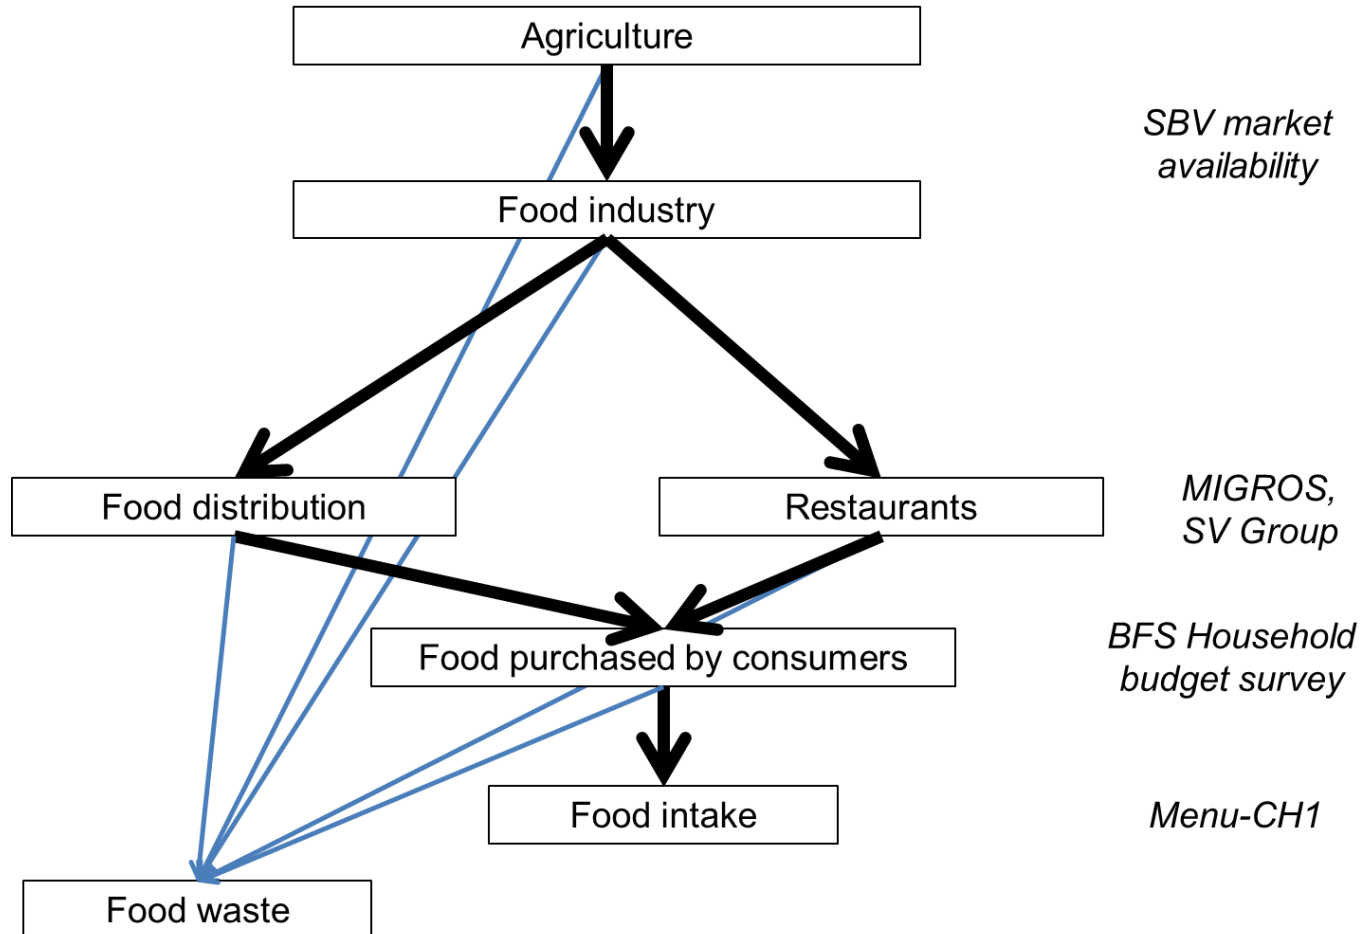 Agriculture
SBV market
availability
Food industry
Food distribution
Restaurants
MIGROS,
SV Group
Food purchased by consumers
BFS Household
budget survey
Food intake
Menu-CH1
Food waste